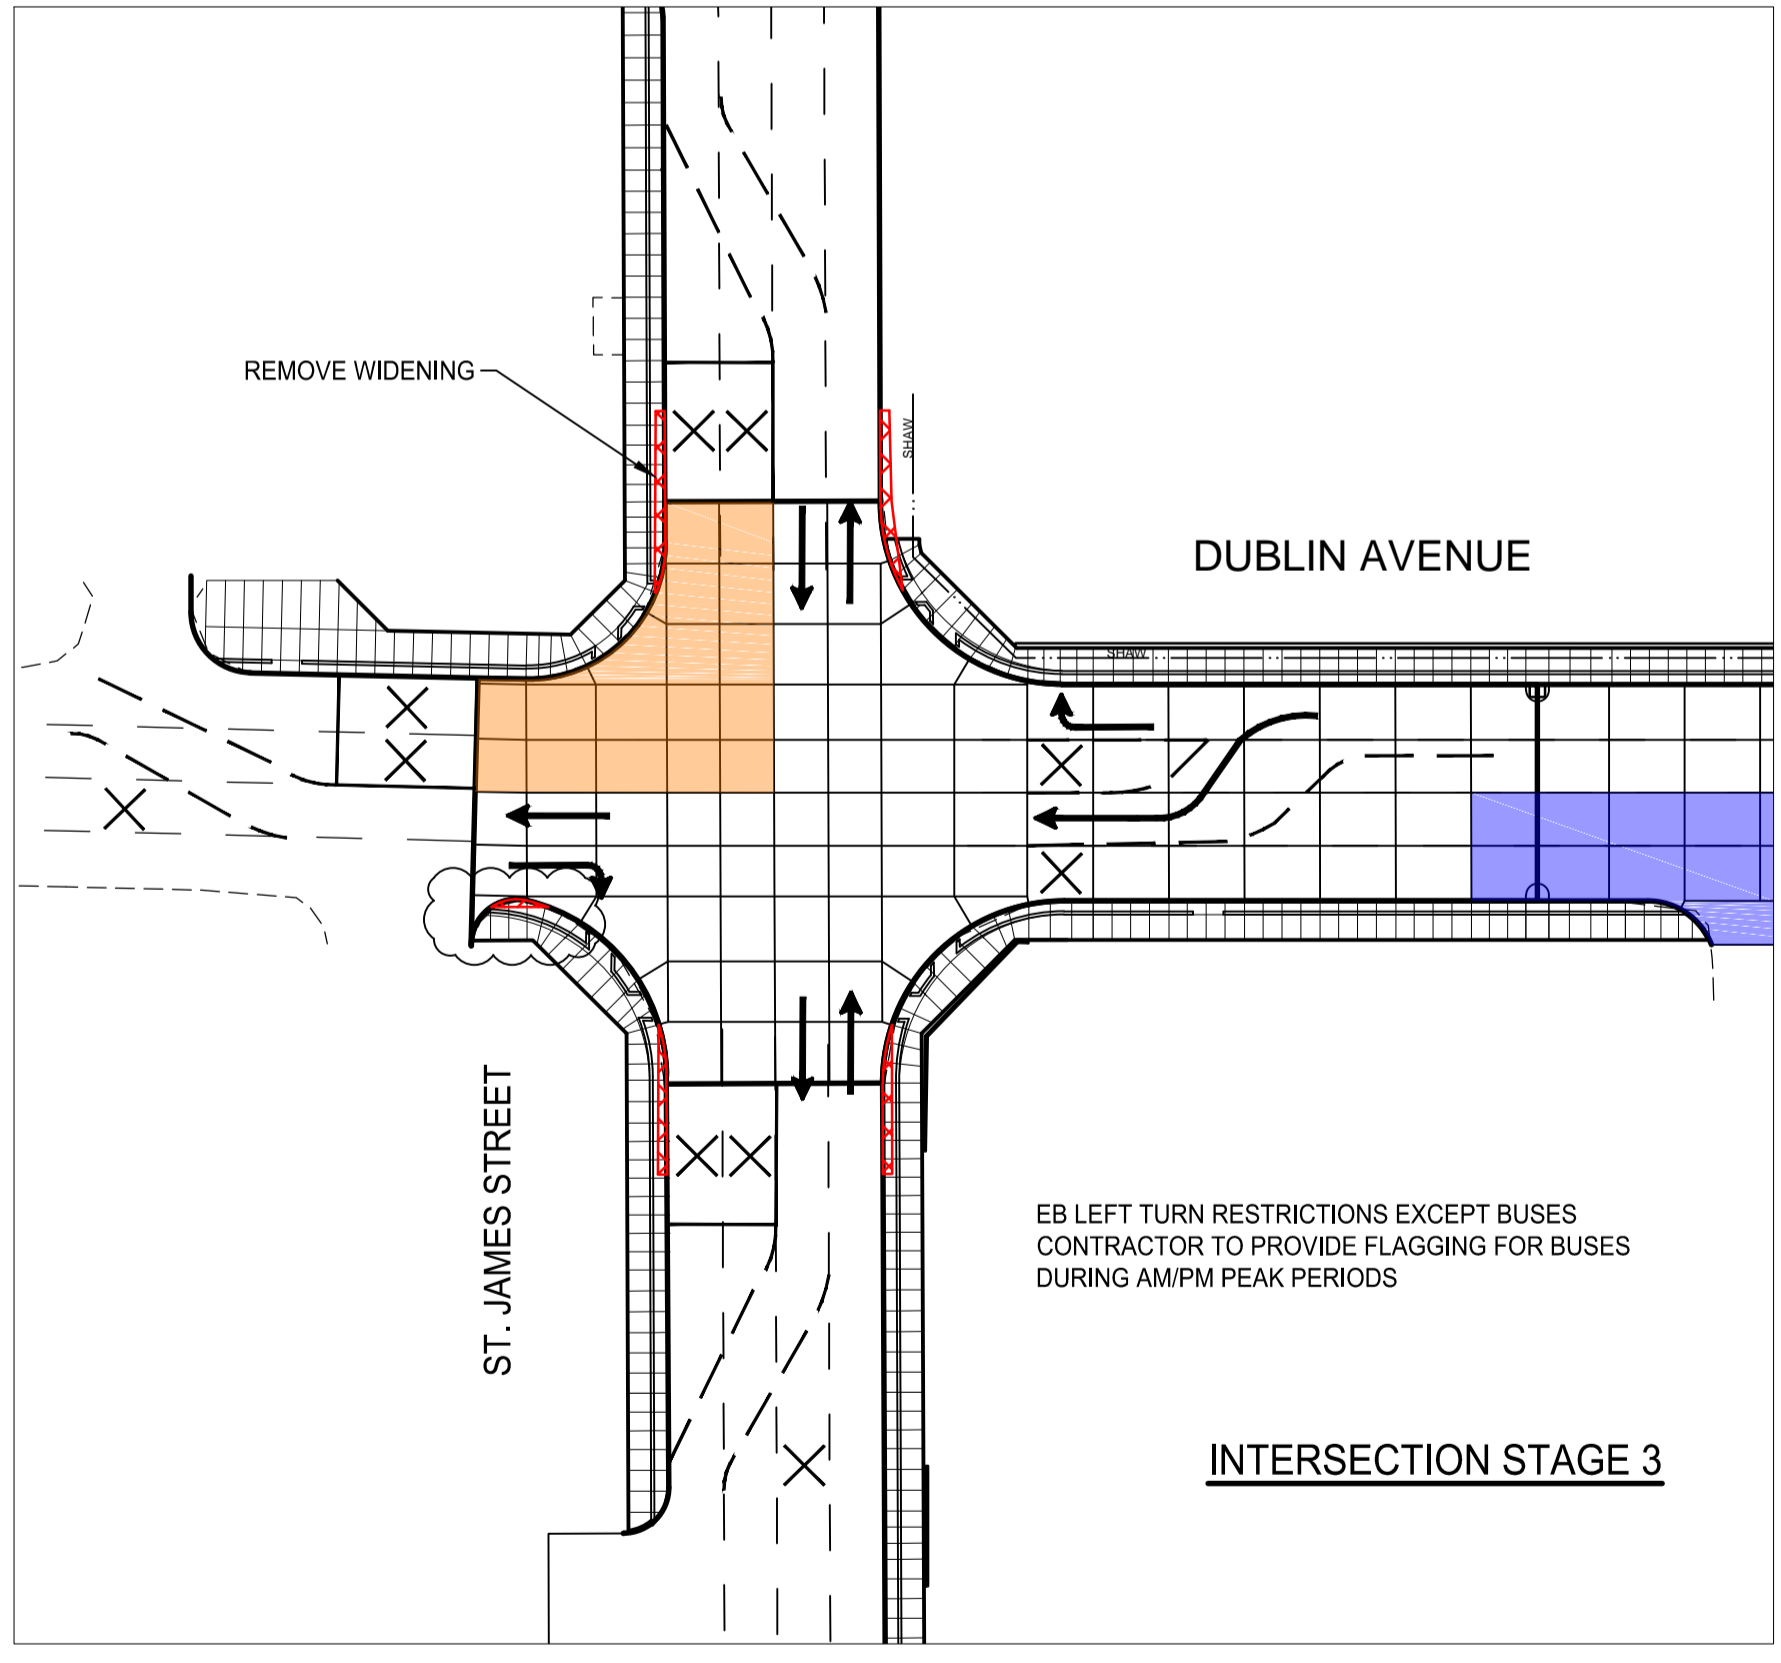 REMOVE WIDENING
SHAW
DUBLIN AVENUE
SHAW
ST. JAMES STREET
EB LEFT TURN RESTRICTIONS EXCEPT BUSES
CONTRACTOR TO PROVIDE FLAGGING FOR BUSES
DURING AM/PM PEAK PERIODS
INTERSECTION STAGE 3